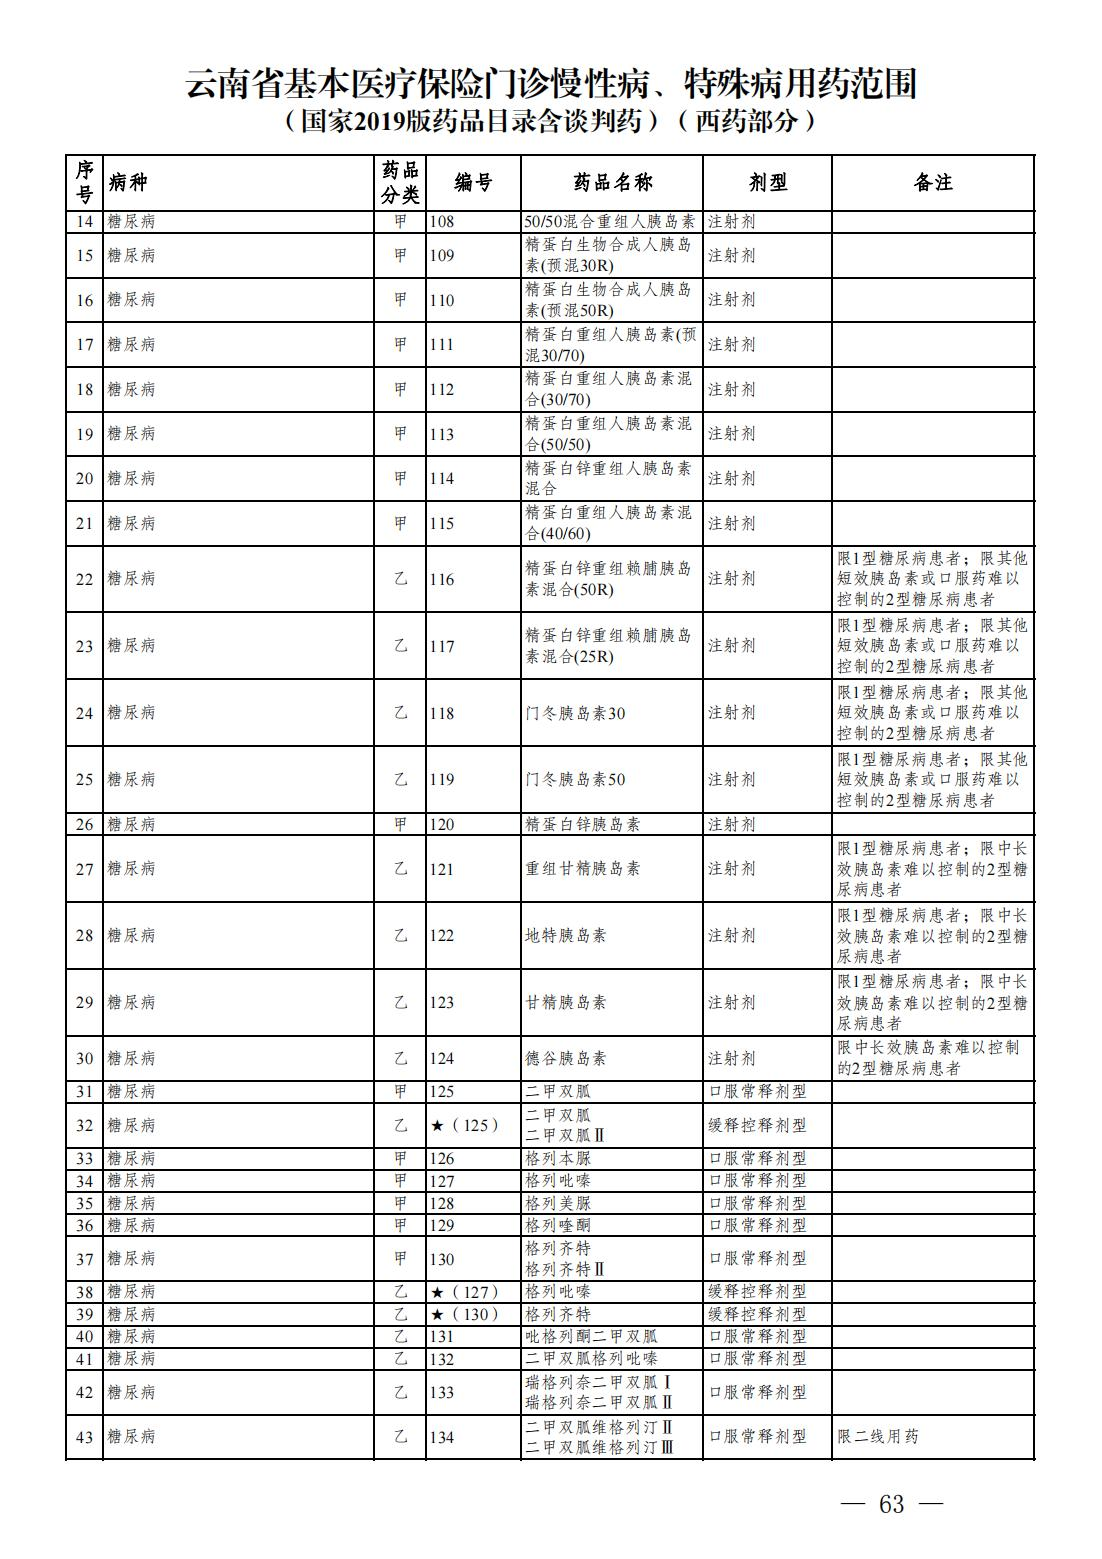 云南省基本医疗保险门诊慢性病、特殊病用药范围
（国家2019版药品目录含谈判药）（西药部分）
序号 病种 药品分类 编号 药品名称 剂型 备注
14 糖尿病 甲 108 50/50混合重组人胰岛素 注射剂
15 糖尿病 甲 109 精蛋白生物合成人胰岛
素(预混30R) 注射剂
16 糖尿病 甲 110 精蛋白生物合成人胰岛
素(预混50R) 注射剂
17 糖尿病 甲 111 精蛋白重组人胰岛素(预
混30/70) 注射剂
18 糖尿病 甲 112 精蛋白重组人胰岛素混
合(30/70) 注射剂
19 糖尿病 甲 113 精蛋白重组人胰岛素混
合(50/50) 注射剂
20 糖尿病 甲 114 精蛋白锌重组人胰岛素
混合 注射剂
21 糖尿病 甲 115 精蛋白重组人胰岛素混
合(40/60) 注射剂
22 糖尿病 乙 116 精蛋白锌重组赖脯胰岛
素混合(50R) 注射剂 限1型糖尿病患者；限其他
短效胰岛素或口服药难以
控制的2型糖尿病患者
23 糖尿病 乙 117 精蛋白锌重组赖脯胰岛
素混合(25R) 注射剂 限1型糖尿病患者；限其他
短效胰岛素或口服药难以
控制的2型糖尿病患者
24 糖尿病 乙 118 门冬胰岛素30 注射剂 限1型糖尿病患者；限其他
短效胰岛素或口服药难以
控制的2型糖尿病患者
25 糖尿病 乙 119 门冬胰岛素50 注射剂 限1型糖尿病患者；限其他
短效胰岛素或口服药难以
控制的2型糖尿病患者
26 糖尿病 甲 120 精蛋白锌胰岛素 注射剂
27 糖尿病 乙 121 重组甘精胰岛素 注射剂 限1型糖尿病患者；限中长
效胰岛素难以控制的2型糖
尿病患者
28 糖尿病 乙 122 地特胰岛素 注射剂 限1型糖尿病患者；限中长
效胰岛素难以控制的2型糖
尿病患者
29 糖尿病 乙 123 甘精胰岛素 注射剂 限1型糖尿病患者；限中长
效胰岛素难以控制的2型糖
尿病患者
30 糖尿病 乙 124 德谷胰岛素 注射剂 限中长效胰岛素难以控制
的2型糖尿病患者
31 糖尿病 甲 125 二甲双胍 口服常释剂型
32 糖尿病 乙 ★（125） 二甲双胍
二甲双胍Ⅱ 缓释控释剂型
33 糖尿病 甲 126 格列本脲 口服常释剂型
34 糖尿病 甲 127 格列吡嗪 口服常释剂型
35 糖尿病 甲 128 格列美脲 口服常释剂型
36 糖尿病 甲 129 格列喹酮 口服常释剂型
37 糖尿病 甲 130 格列齐特
格列齐特Ⅱ 口服常释剂型
38 糖尿病 乙 ★（127） 格列吡嗪 缓释控释剂型
39 糖尿病 乙 ★（130） 格列齐特 缓释控释剂型
40 糖尿病 乙 131 吡格列酮二甲双胍 口服常释剂型
41 糖尿病 乙 132 二甲双胍格列吡嗪 口服常释剂型
42 糖尿病 乙 133 瑞格列奈二甲双胍Ⅰ
瑞格列奈二甲双胍Ⅱ 口服常释剂型
43 糖尿病 乙 134 二甲双胍维格列汀Ⅱ
二甲双胍维格列汀Ⅲ 口服常释剂型 限二线用药
— 63 —